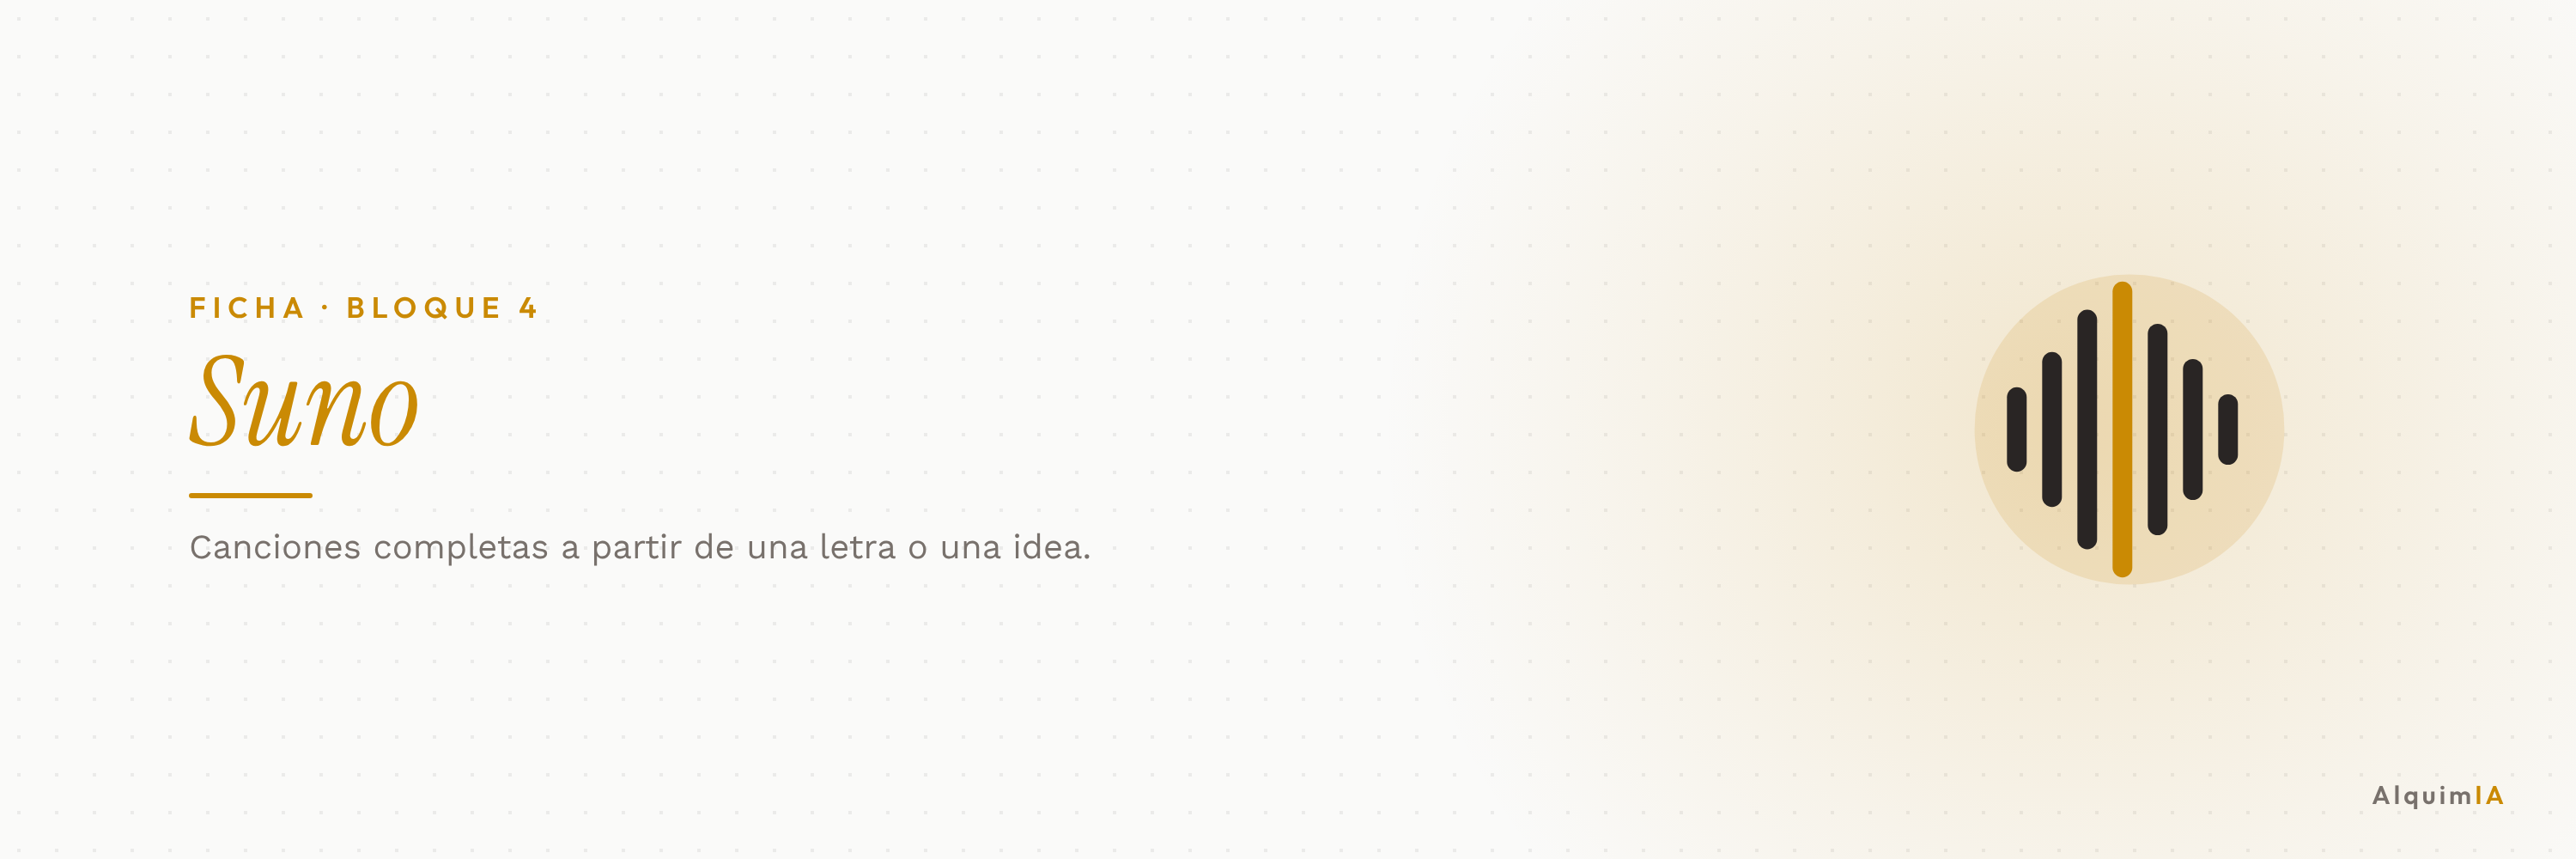 FICHA · BLOQUE 4
Suno
Canciones completas a partir de una letra o una idea.
AlquimIA